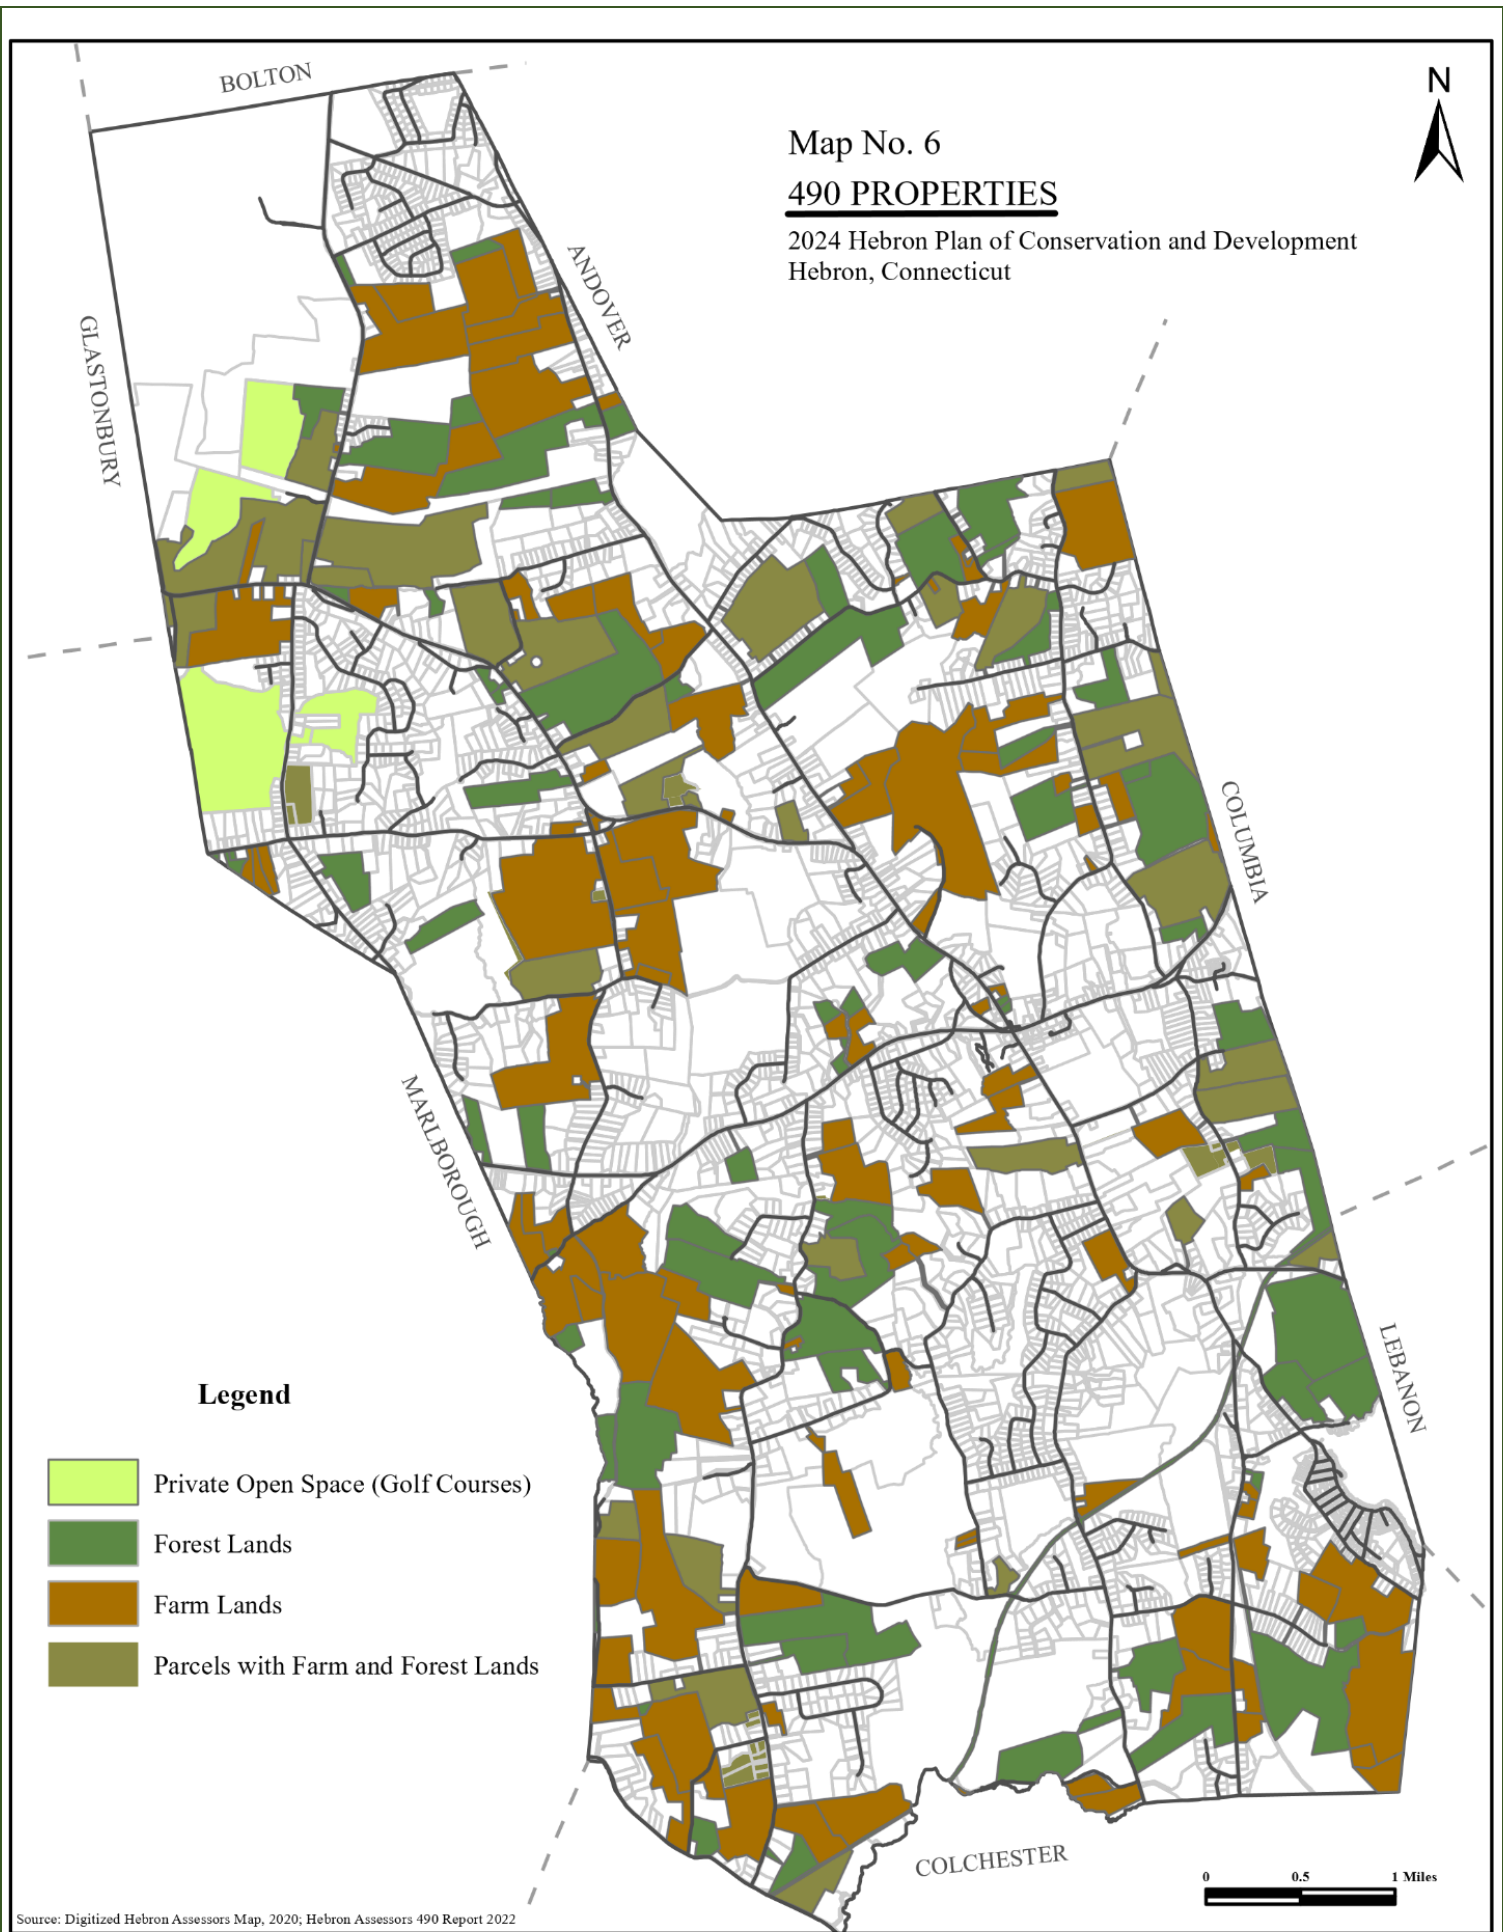 BOLTON
N
Map No. 6
490 PROPERTIES
2024 Hebron Plan of Conservation and Development
Hebron, Connecticut
ANDOVER
GLASTONBURY
COLUMBIA
MARLBOROUGH
LEBANON
Legend
Private Open Space (Golf Courses)
Forest Lands
Farm Lands
Parcels with Farm and Forest Lands
COLCHESTER
0 0.5 1 Miles
Source: Digitized Hebron Assessors Map, 2020; Hebron Assessors 490 Report 2022